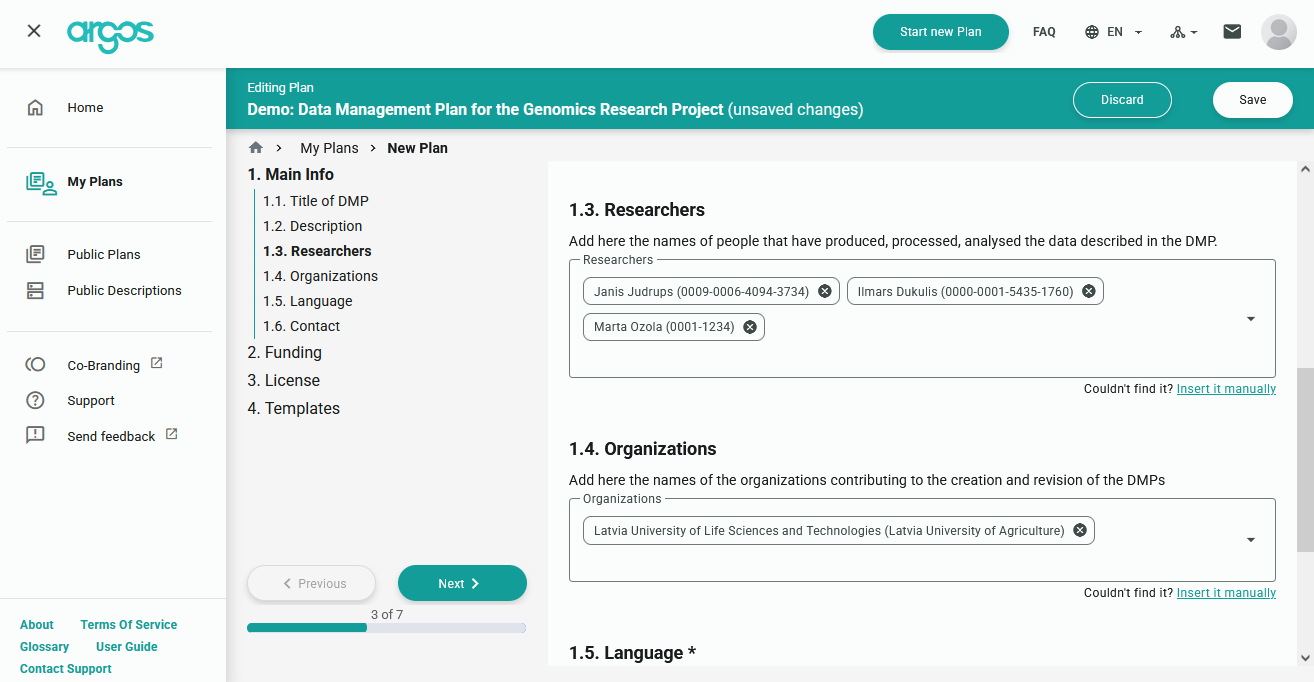 argos
Start new Plan
FAQ
EN
Home
My Plans
Public Plans
Public Descriptions
Co-Branding
Support
Send feedback
About Terms Of Service
Glossary User Guide
Contact Support
Editing Plan
Demo: Data Management Plan for the Genomics Research Project (unsaved changes)
Discard
Save
My Plans > New Plan
1. Main Info
1.1. Title of DMP
1.2. Description
1.3. Researchers
1.4. Organizations
1.5. Language
1.6. Contact
2. Funding
3. License
4. Templates
Previous
Next
3 of 7
1.3. Researchers
Add here the names of people that have produced, processed, analysed the data described in the DMP.
Researchers
Janis Judrups (0009-0006-4094-3734)
Ilmars Dukulis (0000-0001-5435-1760)
Marta Ozola (0001-1234)
Couldn't find it? Insert it manually
1.4. Organizations
Add here the names of the organizations contributing to the creation and revision of the DMPs
Organizations
Latvia University of Life Sciences and Technologies (Latvia University of Agriculture)
Couldn't find it? Insert it manually
1.5. Language *